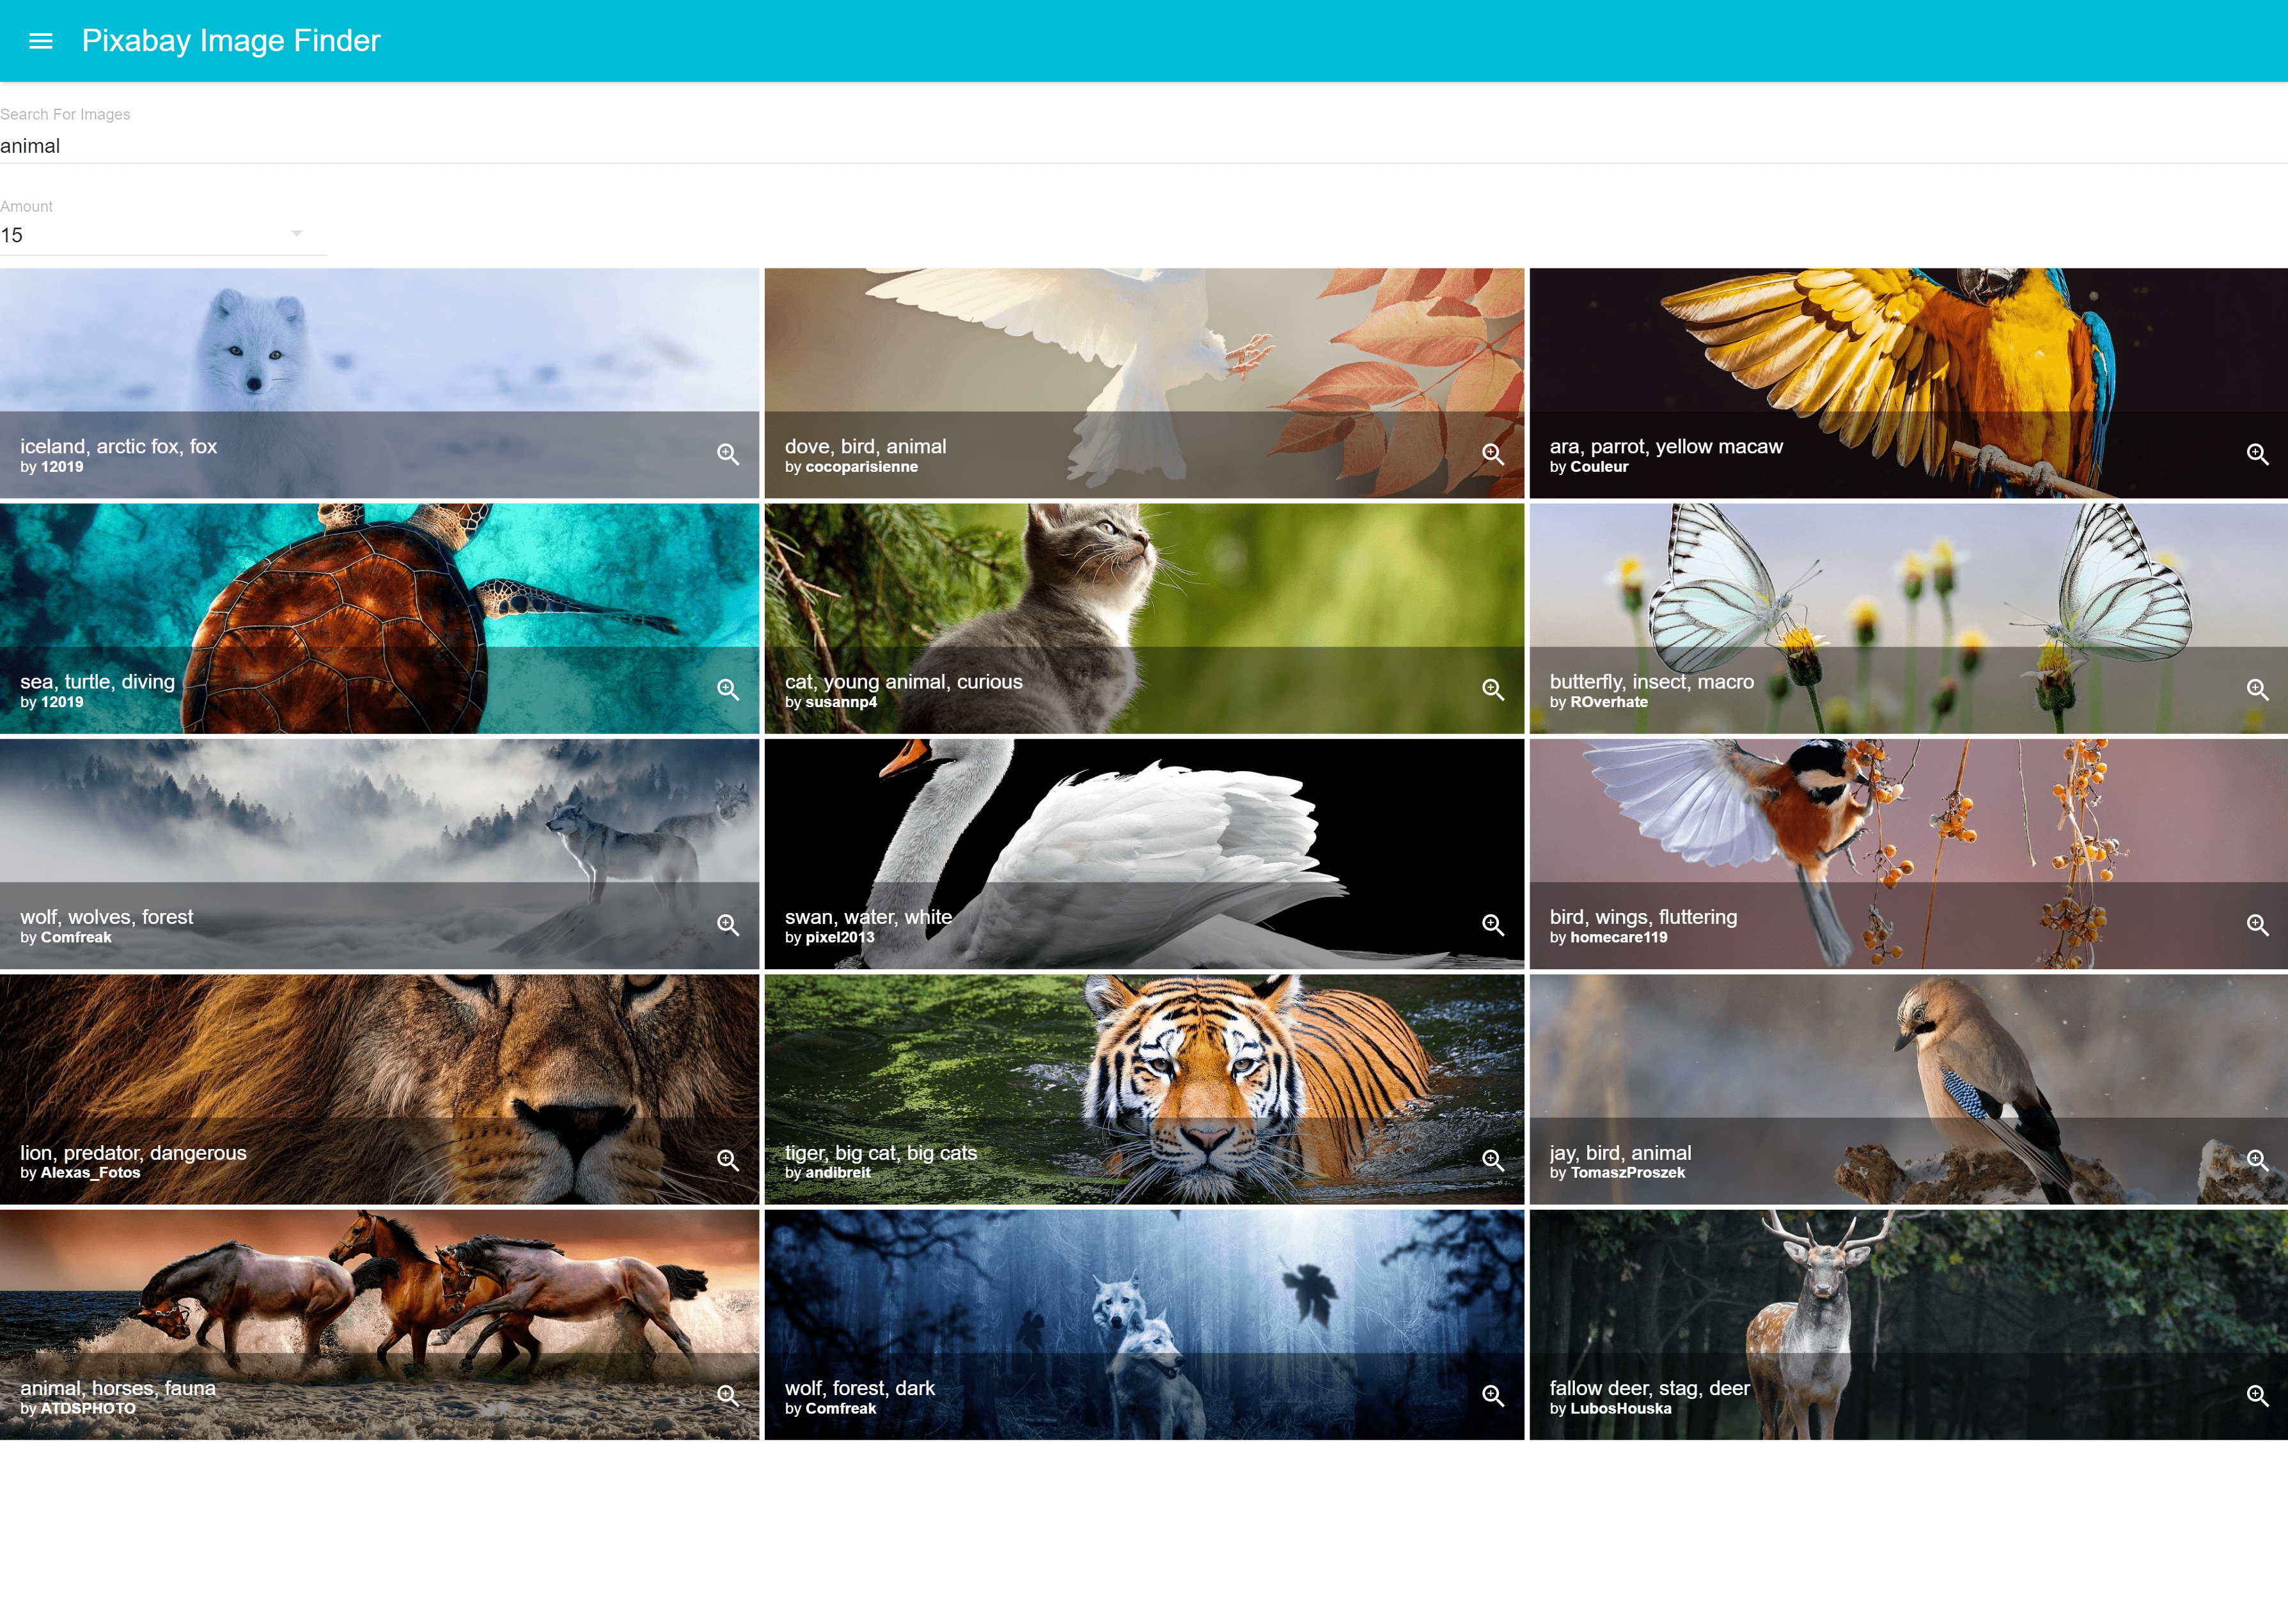 Pixabay Image Finder
Search For Images
animal
Amount
15
iceland, arctic fox, fox
by 12019
dove, bird, animal
by cocoparisienne
ara, parrot, yellow macaw
by Couleur
sea, turtle, diving
by 12019
cat, young animal, curious
by susannp4
butterfly, insect, macro
by ROverhate
wolf, wolves, forest
by Comfreak
swan, water, white
by pixel2013
bird, wings, fluttering
by homecare119
lion, predator, dangerous
by Alexas_Fotos
tiger, big cat, big cats
by andibreit
jay, bird, animal
by TomaszProszek
animal, horses, fauna
by ATDSPHOTO
wolf, forest, dark
by Comfreak
fallow deer, stag, deer
by LubosHouska